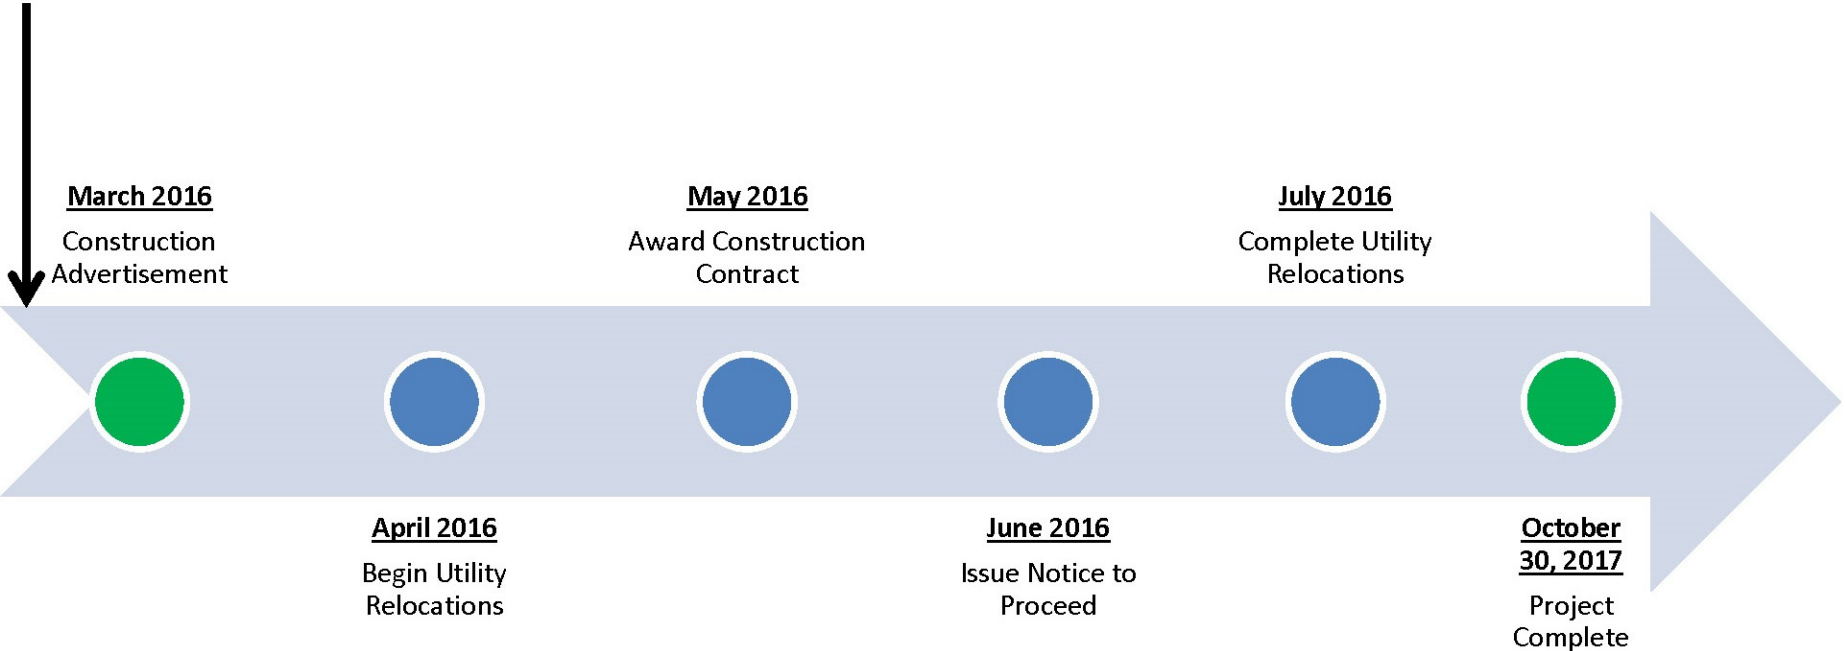 March 2016
Construction
Advertisement
April 2016
Begin Utility
Relocations
May 2016
Award Construction
Contract
June 2016
Issue Notice to
Proceed
July 2016
Complete Utility
Relocations
October
30, 2017
Project
Complete